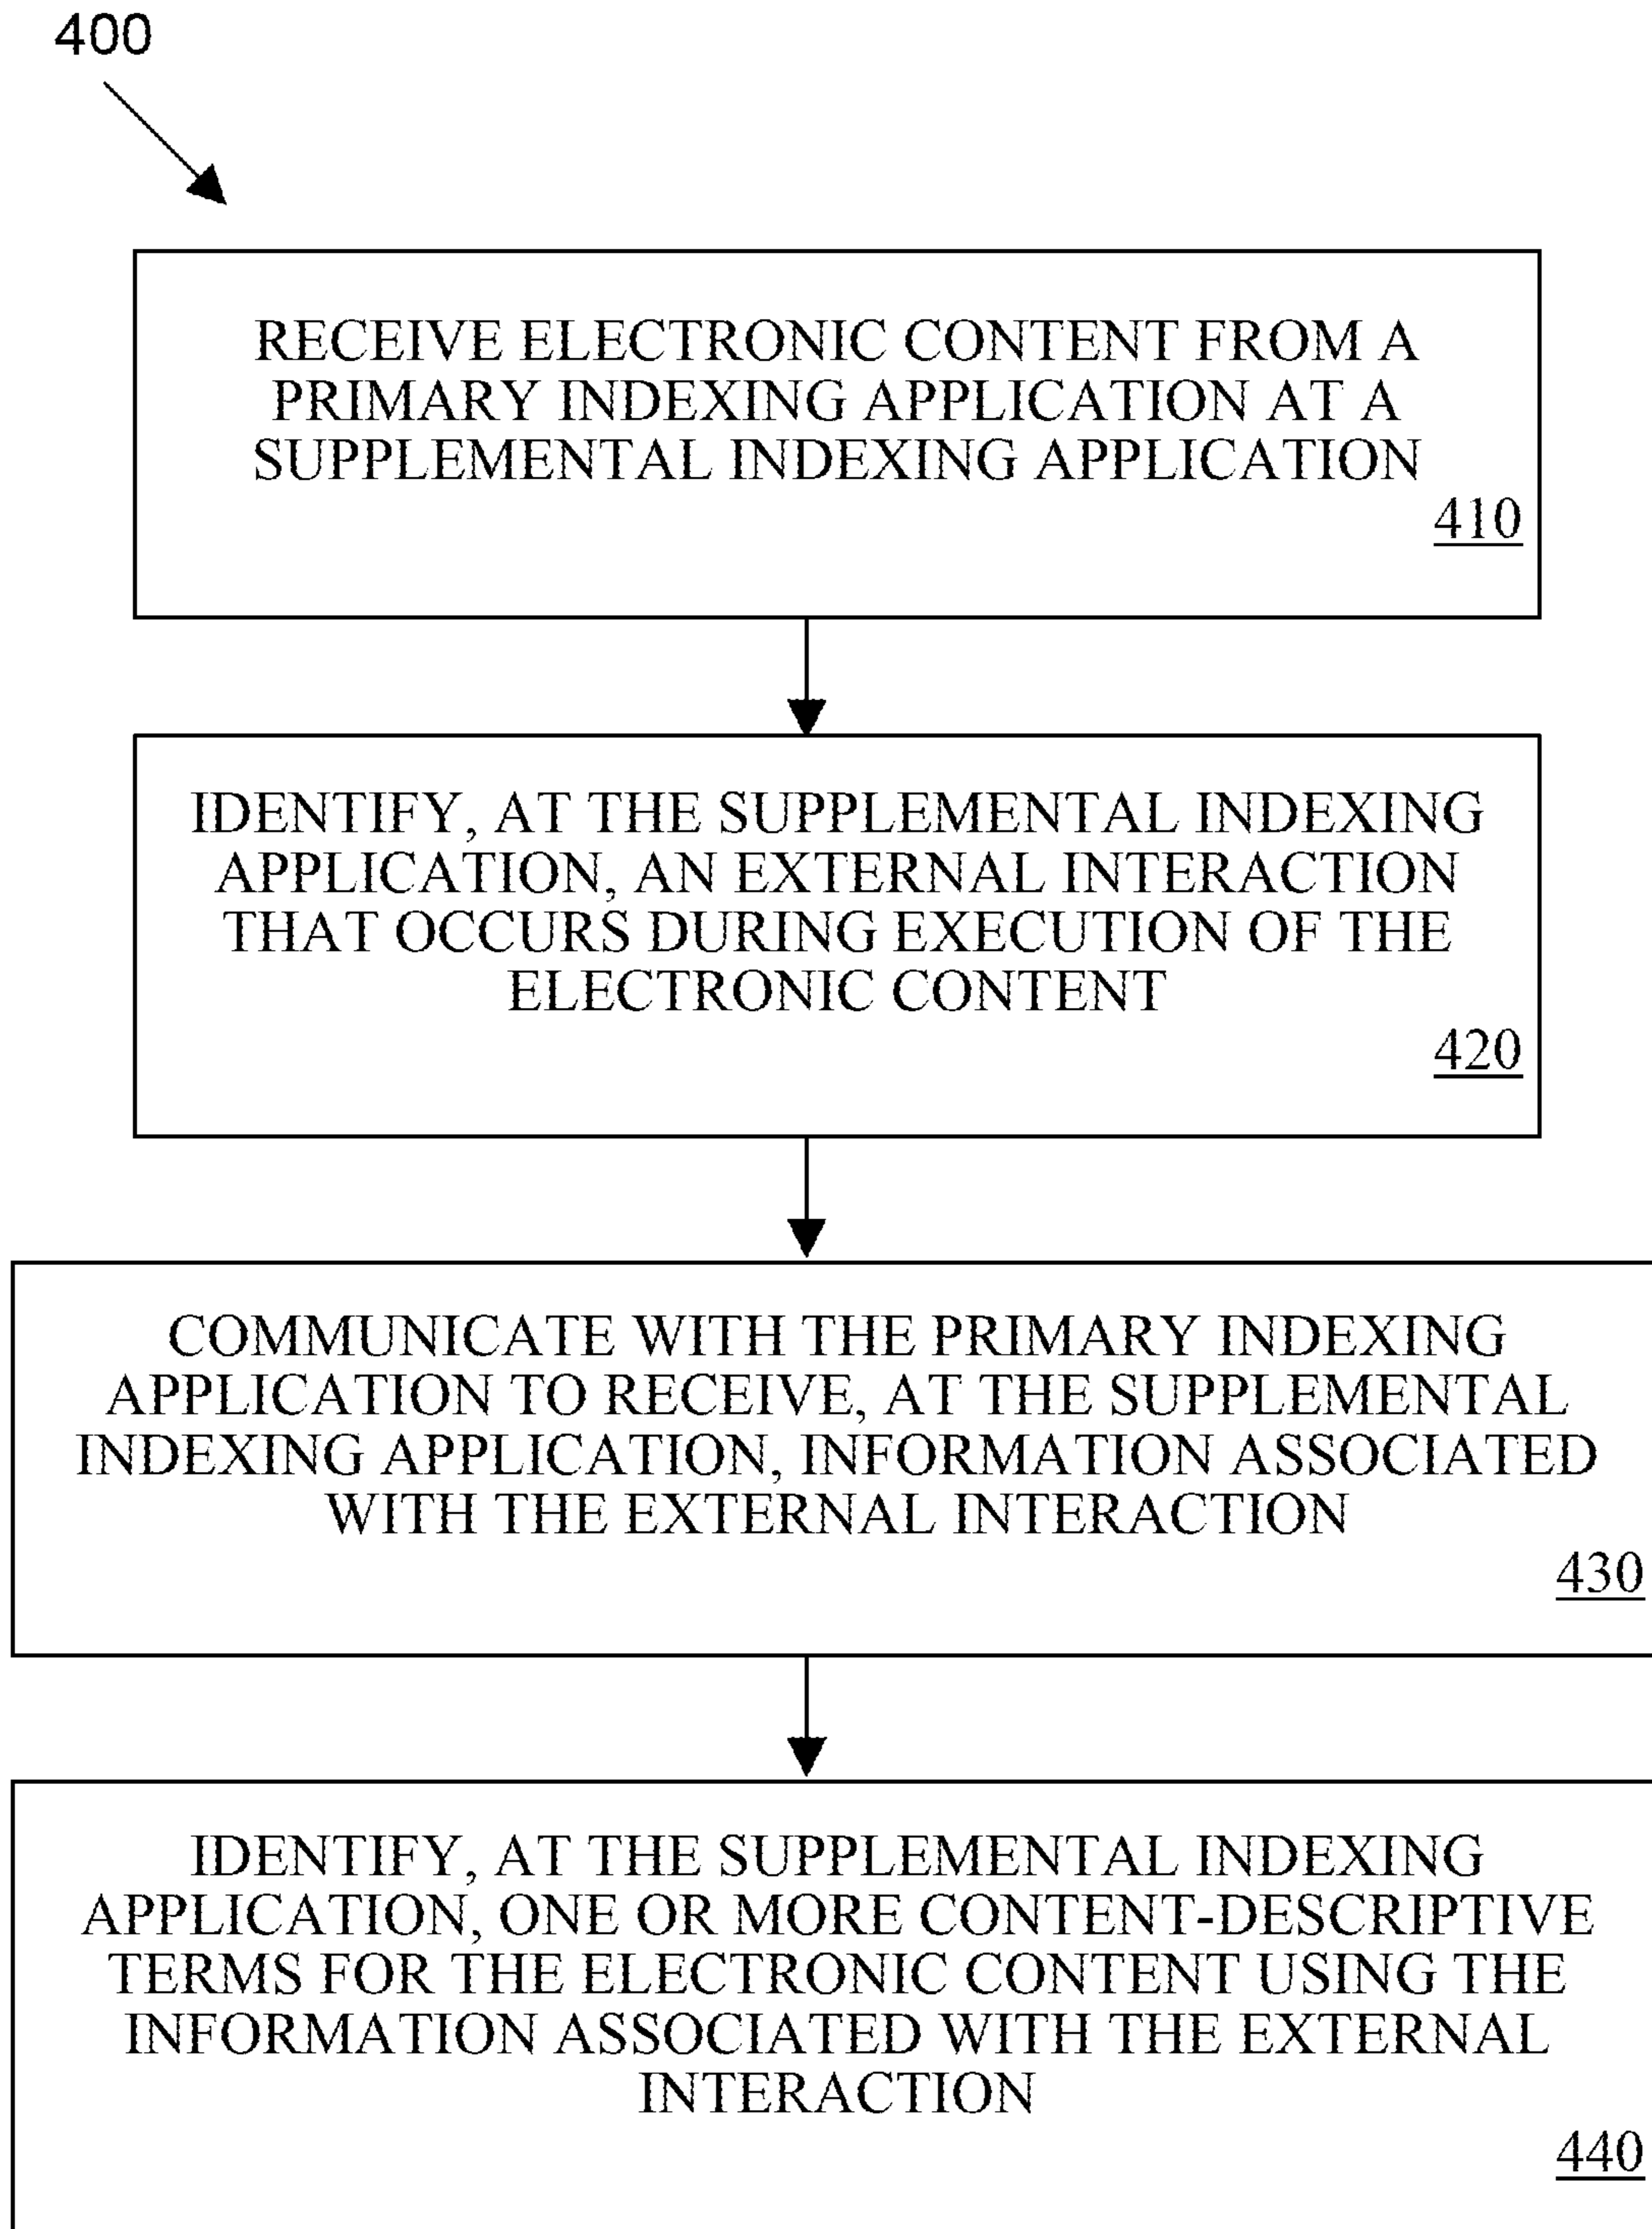 400
RECEIVE ELECTRONIC CONTENT FROM A
PRIMARY INDEXING APPLICATION AT A
SUPPLEMENTAL INDEXING APPLICATION
410
IDENTIFY, AT THE SUPPLEMENTAL INDEXING
APPLICATION, AN EXTERNAL INTERACTION
THAT OCCURS DURING EXECUTION OF THE
ELECTRONIC CONTENT
420
COMMUNICATE WITH THE PRIMARY INDEXING
APPLICATION TO RECEIVE, AT THE SUPPLEMENTAL
INDEXING APPLICATION, INFORMATION ASSOCIATED
WITH THE EXTERNAL INTERACTION
430
IDENTIFY, AT THE SUPPLEMENTAL INDEXING
APPLICATION, ONE OR MORE CONTENT-DESCRIPTIVE
TERMS FOR THE ELECTRONIC CONTENT USING THE
INFORMATION ASSOCIATED WITH THE EXTERNAL
INTERACTION
440